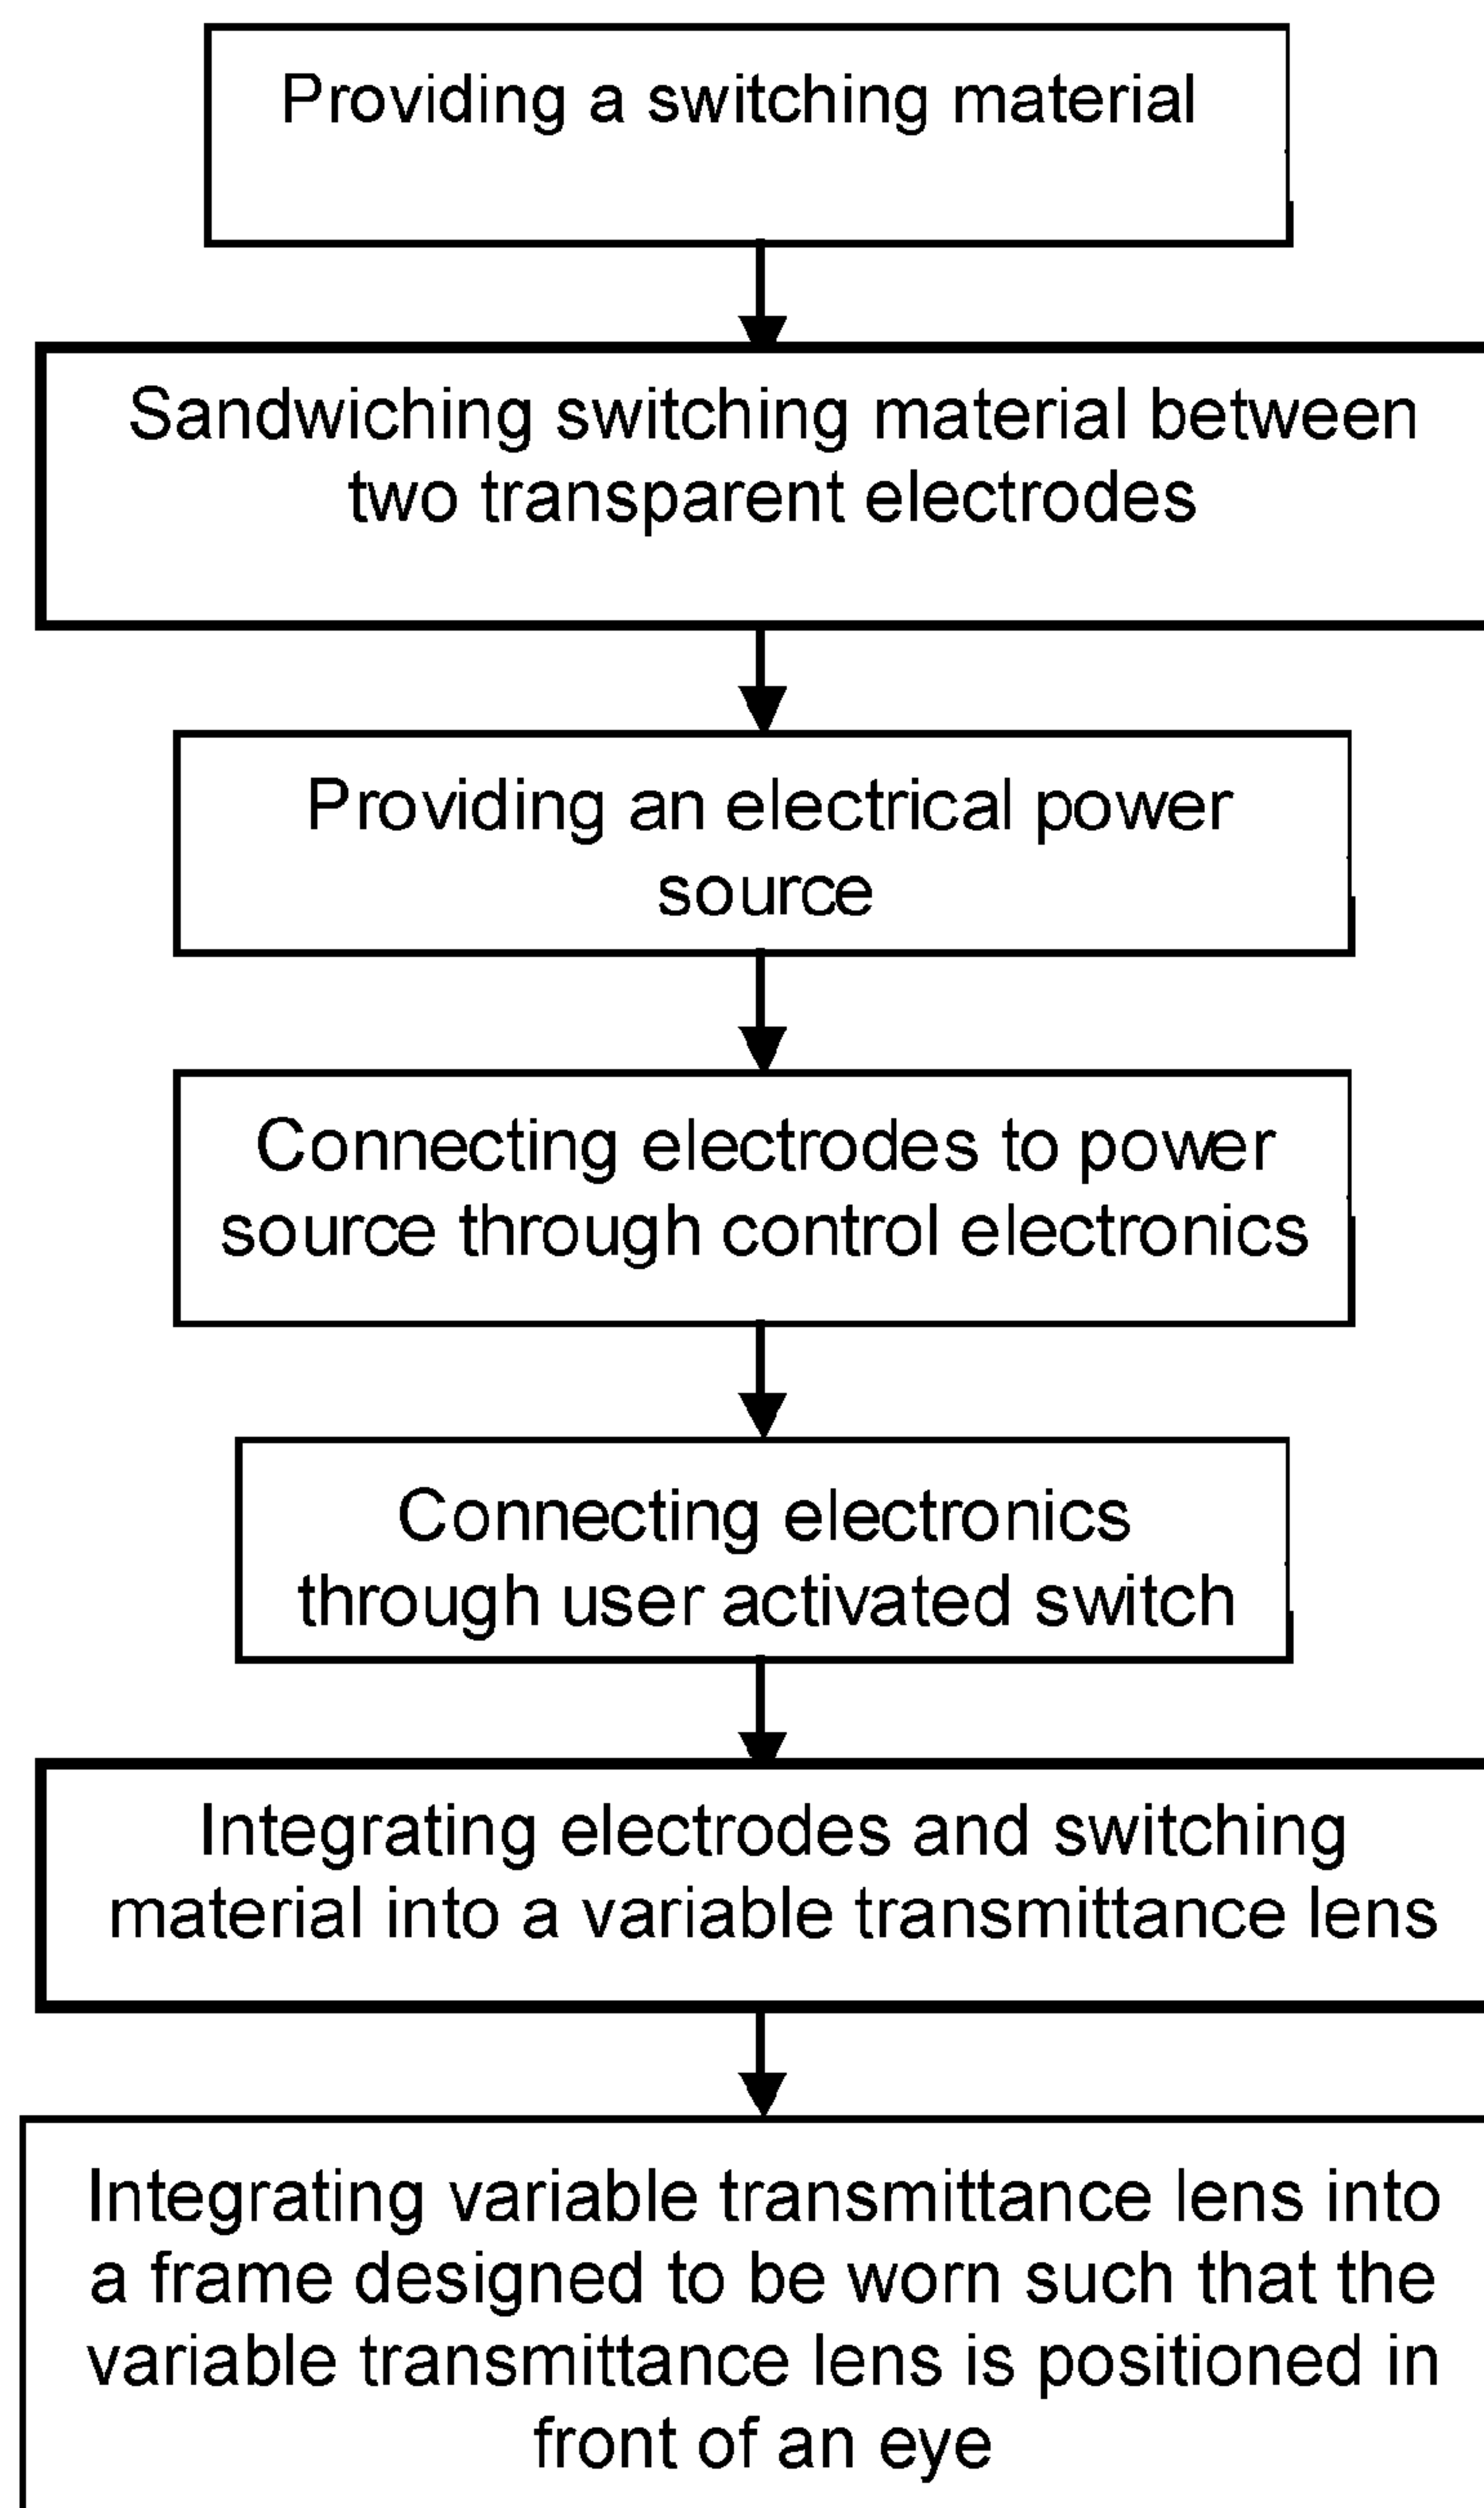 Providing a switching material
Sandwiching switching material between
two transparent electrodes
Providing an electrical power
source
Connecting electrodes to power
source through control electronics
Connecting electronics
through user activated switch
Integrating electrodes and switching
material into a variable transmittance lens
Integrating variable transmittance lens into
a frame designed to be worn such that the
variable transmittance lens is positioned in
front of an eye